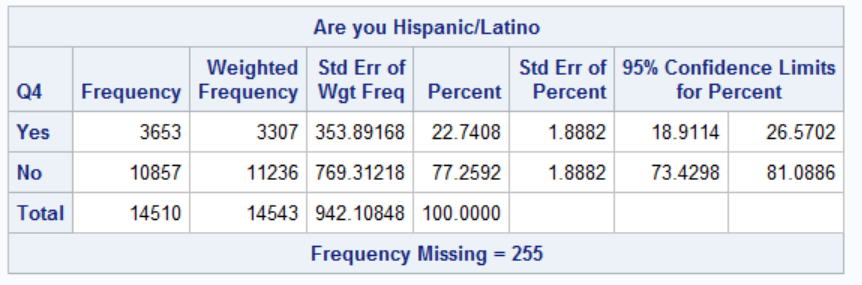 Are you Hispanic/Latino
Q4 Frequency Weighted Frequency Std Err of Wgt Freq Percent Std Err of Percent 95% Confidence Limits for Percent
Yes 3653 3307 353.89168 22.7408 1.8882 18.9114 26.5702
No 10857 11236 769.31218 77.2592 1.8882 73.4298 81.0886
Total 14510 14543 942.10848 100.0000
Frequency Missing = 255